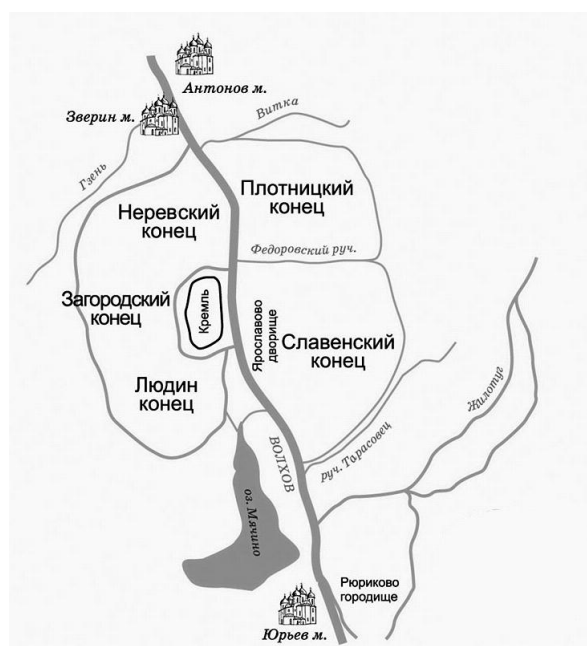 Антонов м.
Зверин м.
Витка
Гзень
Плотницкий
конец
Неревский
конец
Федоровский руч.
Загородский
конец
Кремль
Ярославово
дворище
Славенский
конец
Людин
конец
Жилотуг
руч. Тарасовец
ВОЛХОВ
оз. Мячино
Рюриково
городище
Юрьев м.